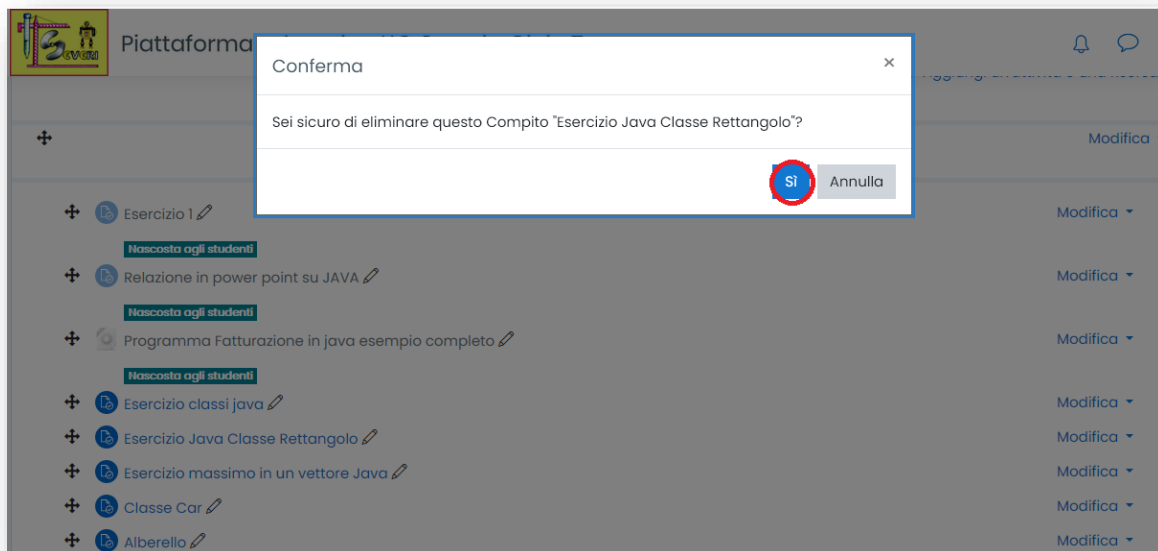 SEVERI
Piattaforma
Conferma
×
Sei sicuro di eliminare questo Compito "Esercizio Java Classe Rettangolo"?
Sì
Annulla
Modifica
Esercizio 1
Modifica
Nascosta agli studenti
Relazione in power point su JAVA
Modifica
Nascosta agli studenti
Programma Fatturazione in java esempio completo
Modifica
Nascosta agli studenti
Esercizio classi java
Modifica
Esercizio Java Classe Rettangolo
Modifica
Esercizio massimo in un vettore Java
Modifica
Classe Car
Modifica
Alberello
Modifica